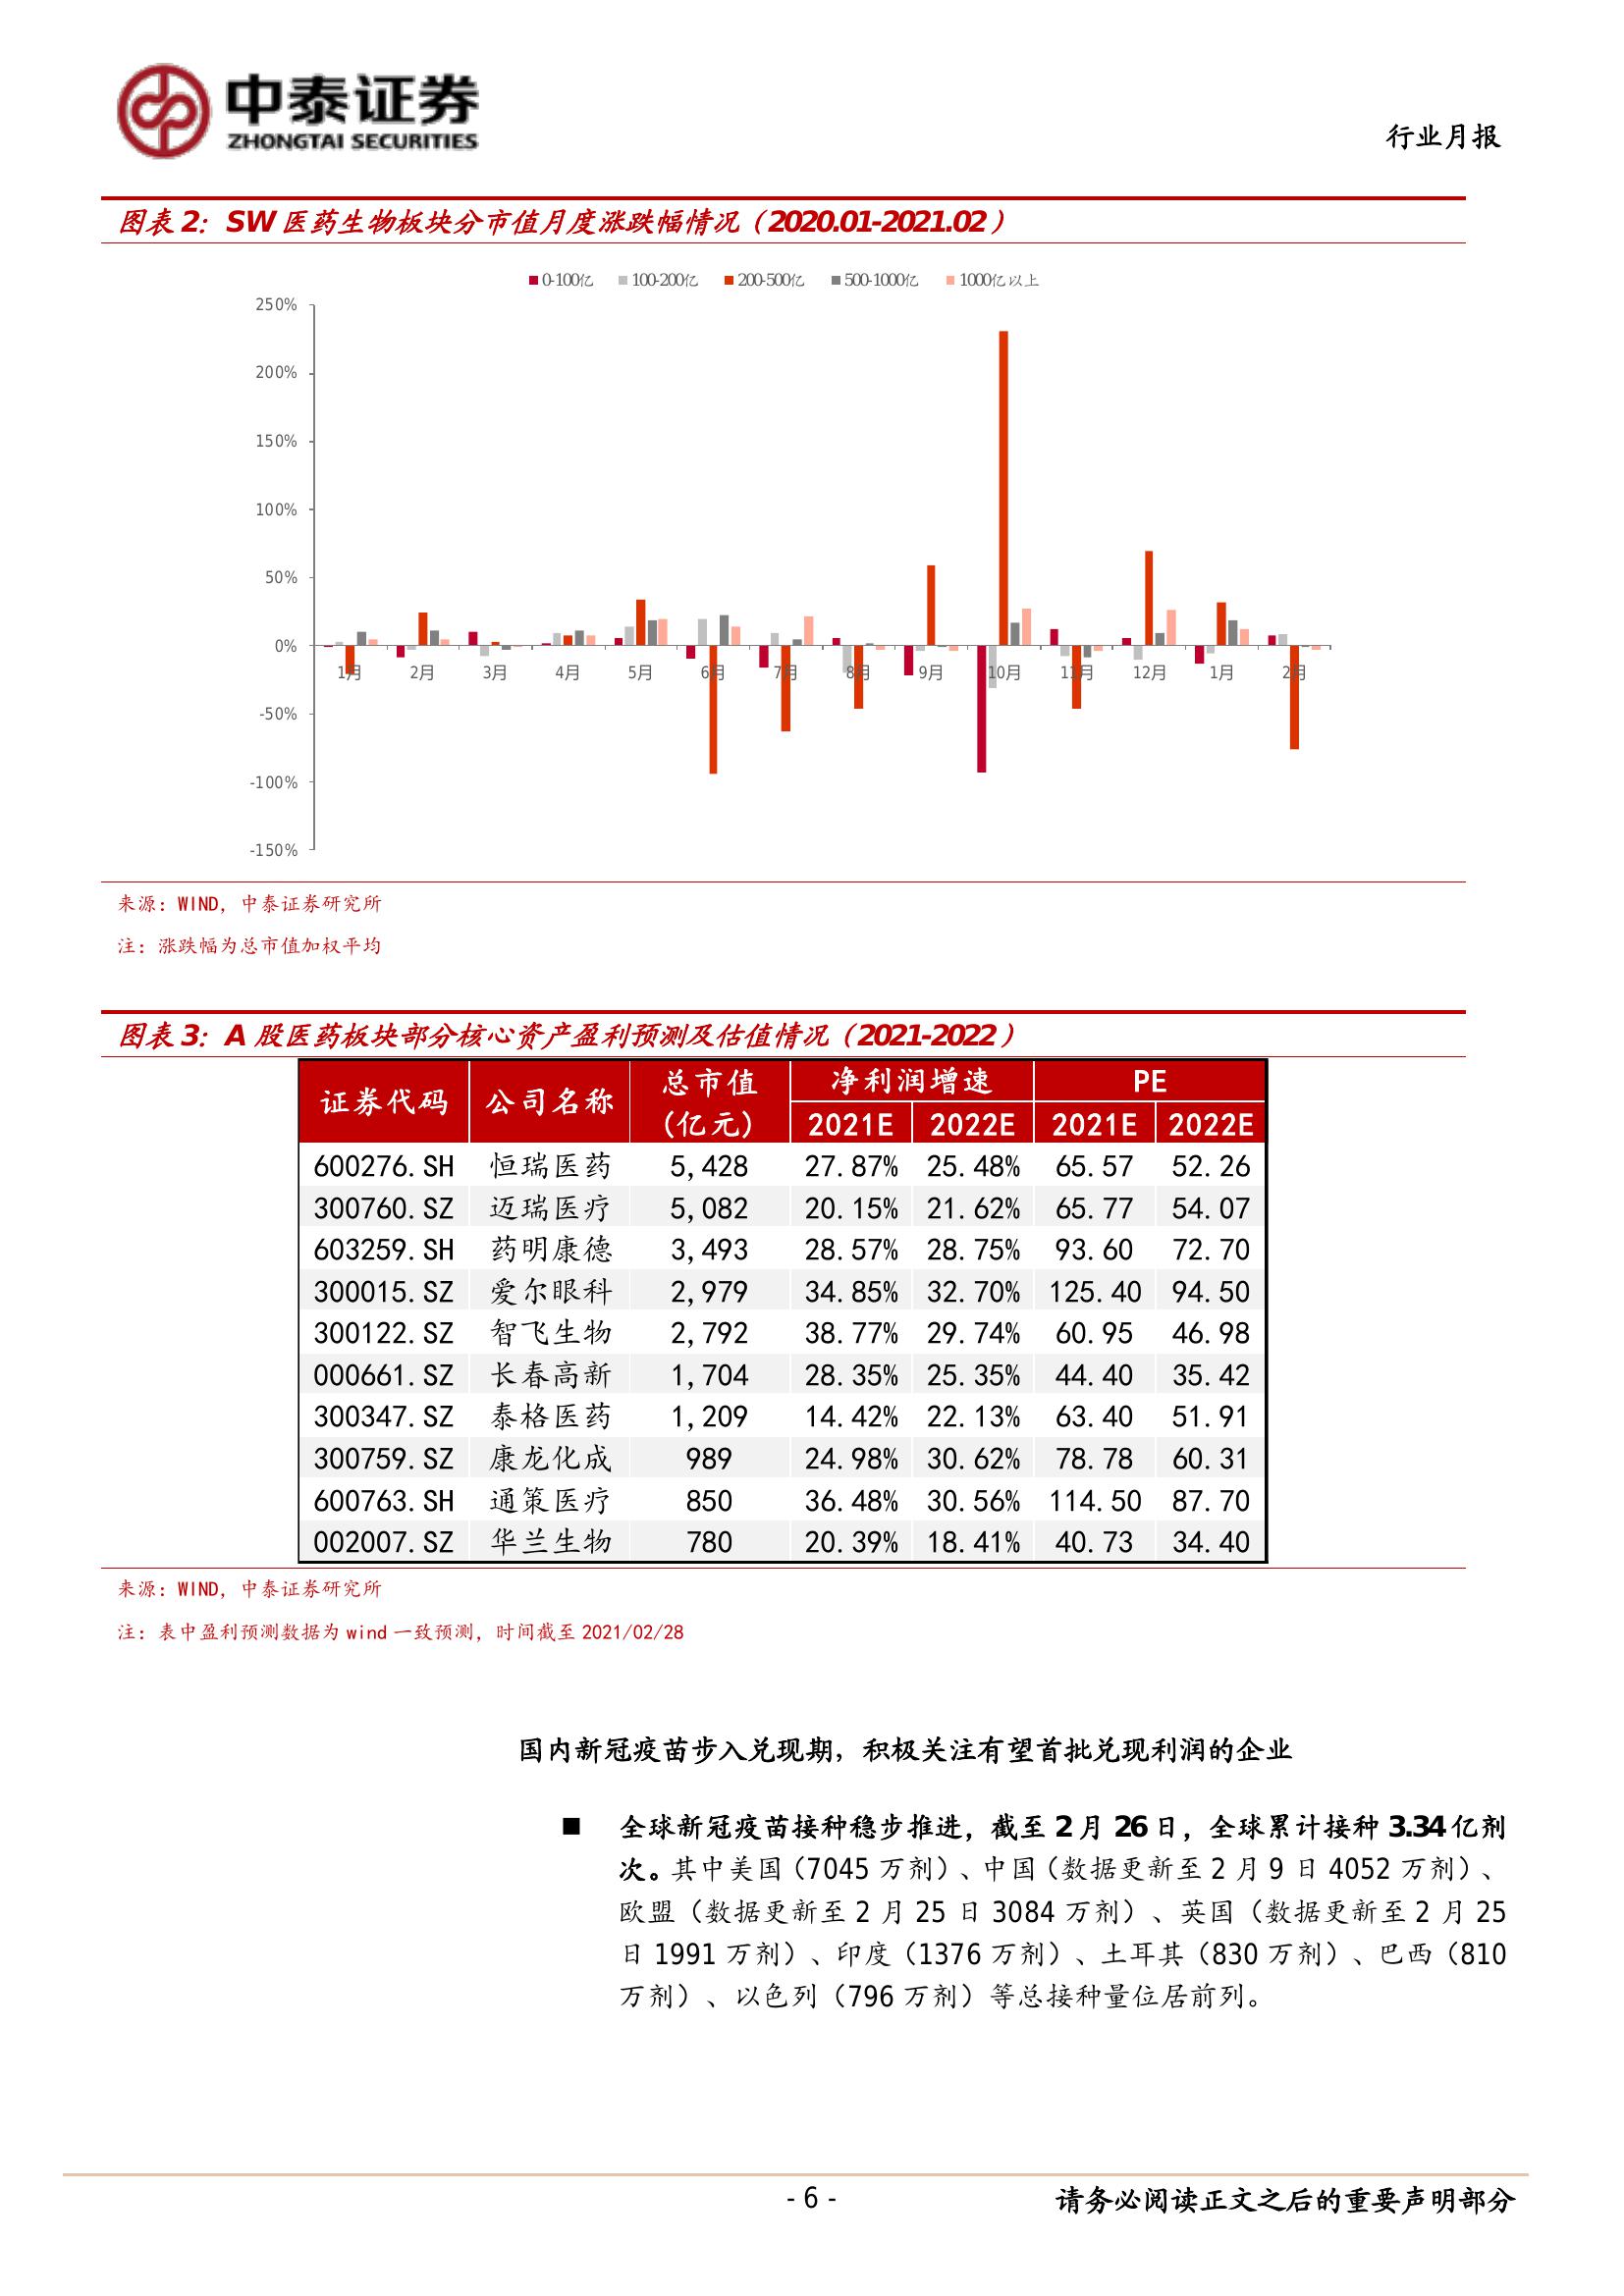 中泰证券
ZHONGTAI SECURITIES
行业月报
图表 2：SW 医药生物板块分市值月度涨跌幅情况（2020.01-2021.02）
0-100亿 100-200亿 200-500亿 500-1000亿 1000亿以上
250%
200%
150%
100%
50%
0%
-50%
-100%
-150%
1月 2月 3月 4月 5月 6月 7月 8月 9月 10月 11月 12月 1月 2月
来源：WIND，中泰证券研究所
注：涨跌幅为总市值加权平均
图表 3：A 股医药板块部分核心资产盈利预测及估值情况（2021-2022）
证券代码 公司名称 总市值(亿元) 净利润增速 PE
2021E 2022E 2021E 2022E
600276.SH 恒瑞医药 5,428 27.87% 25.48% 65.57 52.26
300760.SZ 迈瑞医疗 5,082 20.15% 21.62% 65.77 54.07
603259.SH 药明康德 3,493 28.57% 28.75% 93.60 72.70
300015.SZ 爱尔眼科 2,979 34.85% 32.70% 125.40 94.50
300122.SZ 智飞生物 2,792 38.77% 29.74% 60.95 46.98
000661.SZ 长春高新 1,704 28.35% 25.35% 44.40 35.42
300347.SZ 泰格医药 1,209 14.42% 22.13% 63.40 51.91
300759.SZ 康龙化成 989 24.98% 30.62% 78.78 60.31
600763.SH 通策医疗 850 36.48% 30.56% 114.50 87.70
002007.SZ 华兰生物 780 20.39% 18.41% 40.73 34.40
来源：WIND，中泰证券研究所
注：表中盈利预测数据为 wind 一致预测，时间截至 2021/02/28
国内新冠疫苗步入兑现期，积极关注有望首批兑现利润的企业
■ 全球新冠疫苗接种稳步推进，截至 2 月 26 日，全球累计接种 3.34 亿剂
次。其中美国（7045 万剂）、中国（数据更新至 2 月 9 日 4052 万剂）、
欧盟（数据更新至 2 月 25 日 3084 万剂）、英国（数据更新至 2 月 25
日 1991 万剂）、印度（1376 万剂）、土耳其（830 万剂）、巴西（810
万剂）、以色列（796 万剂）等总接种量位居前列。
- 6 -
请务必阅读正文之后的重要声明部分